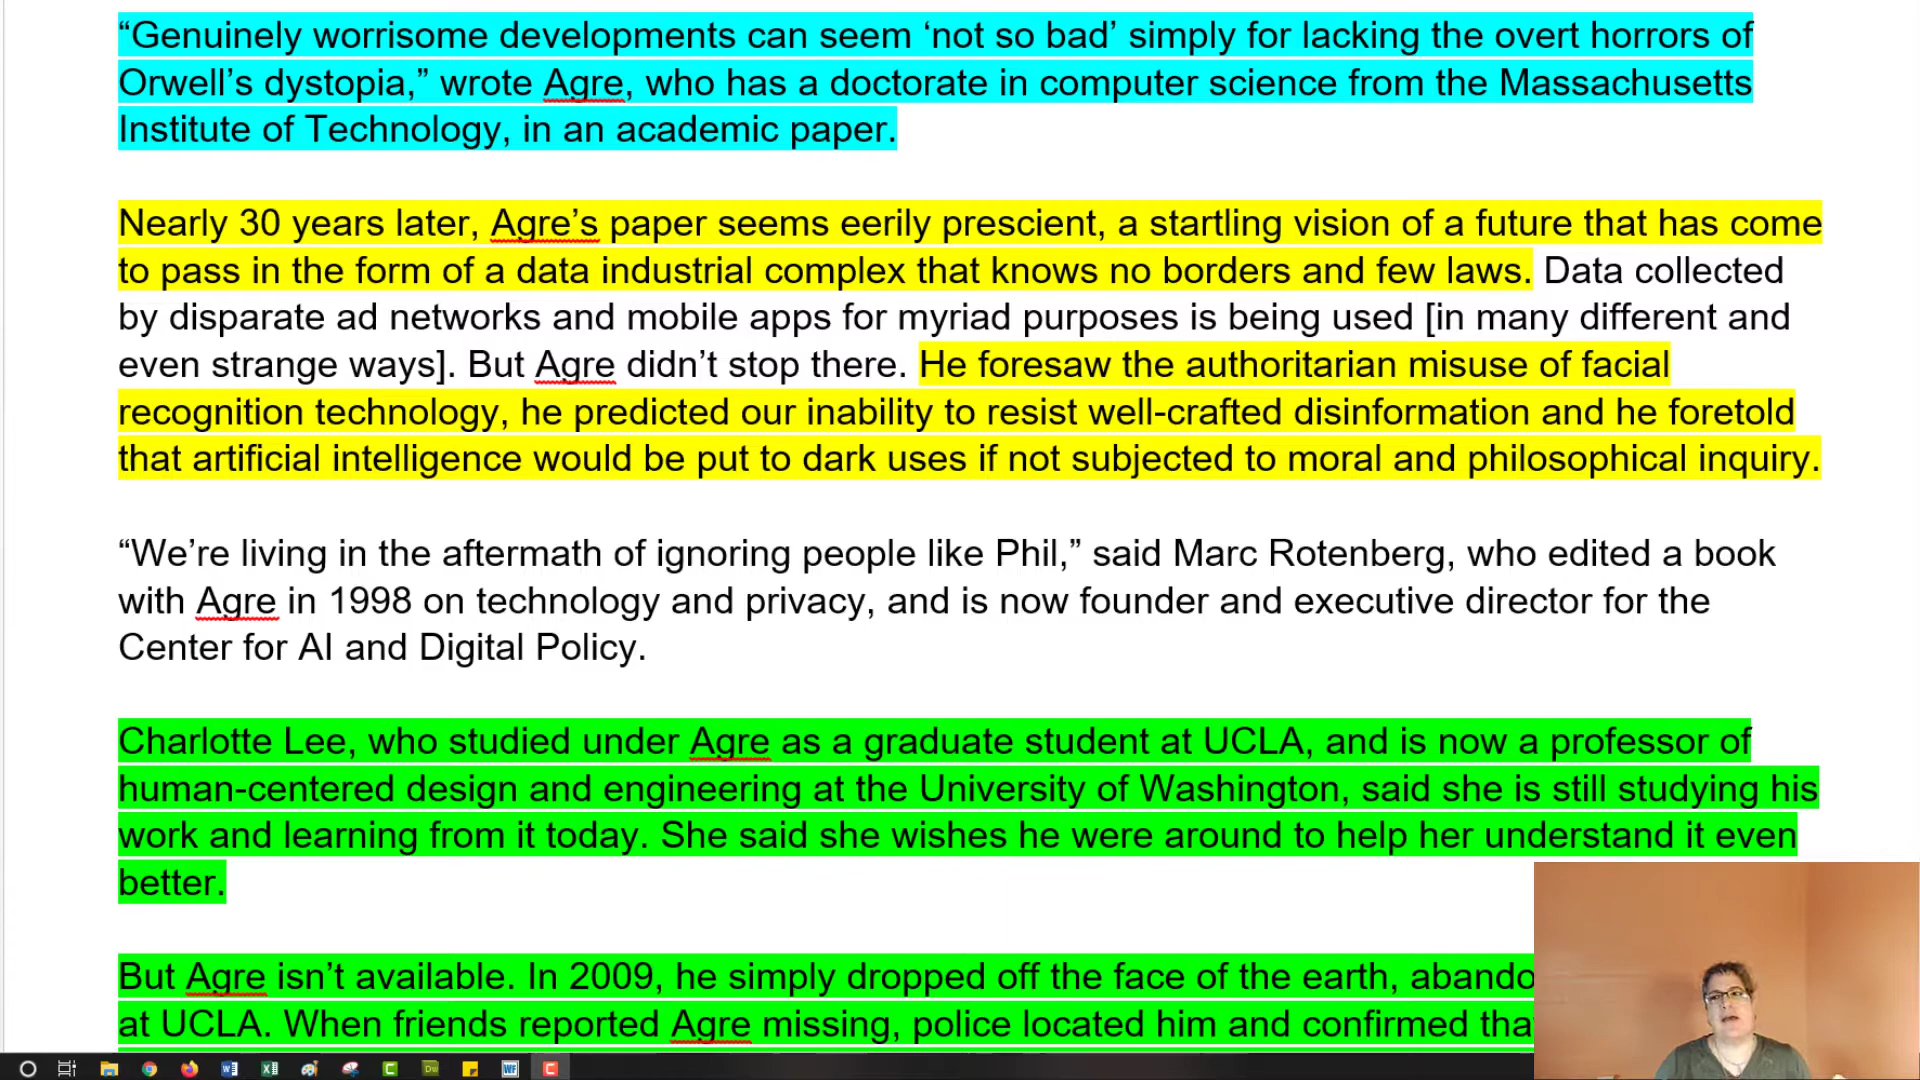 “Genuinely worrisome developments can seem ‘not so bad’ simply for lacking the overt horrors of
Orwell’s dystopia,” wrote Agre, who has a doctorate in computer science from the Massachusetts
Institute of Technology, in an academic paper.
Nearly 30 years later, Agre’s paper seems eerily prescient, a startling vision of a future that has come
to pass in the form of a data industrial complex that knows no borders and few laws. Data collected
by disparate ad networks and mobile apps for myriad purposes is being used [in many different and
even strange ways]. But Agre didn’t stop there. He foresaw the authoritarian misuse of facial
recognition technology, he predicted our inability to resist well-crafted disinformation and he foretold
that artificial intelligence would be put to dark uses if not subjected to moral and philosophical inquiry.
“We’re living in the aftermath of ignoring people like Phil,” said Marc Rotenberg, who edited a book
with Agre in 1998 on technology and privacy, and is now founder and executive director for the
Center for AI and Digital Policy.
Charlotte Lee, who studied under Agre as a graduate student at UCLA, and is now a professor of
human-centered design and engineering at the University of Washington, said she is still studying his
work and learning from it today. She said she wishes he were around to help her understand it even
better.
But Agre isn’t available. In 2009, he simply dropped off the face of the earth,
at UCLA. When friends reported Agre missing, police located him and confirmed